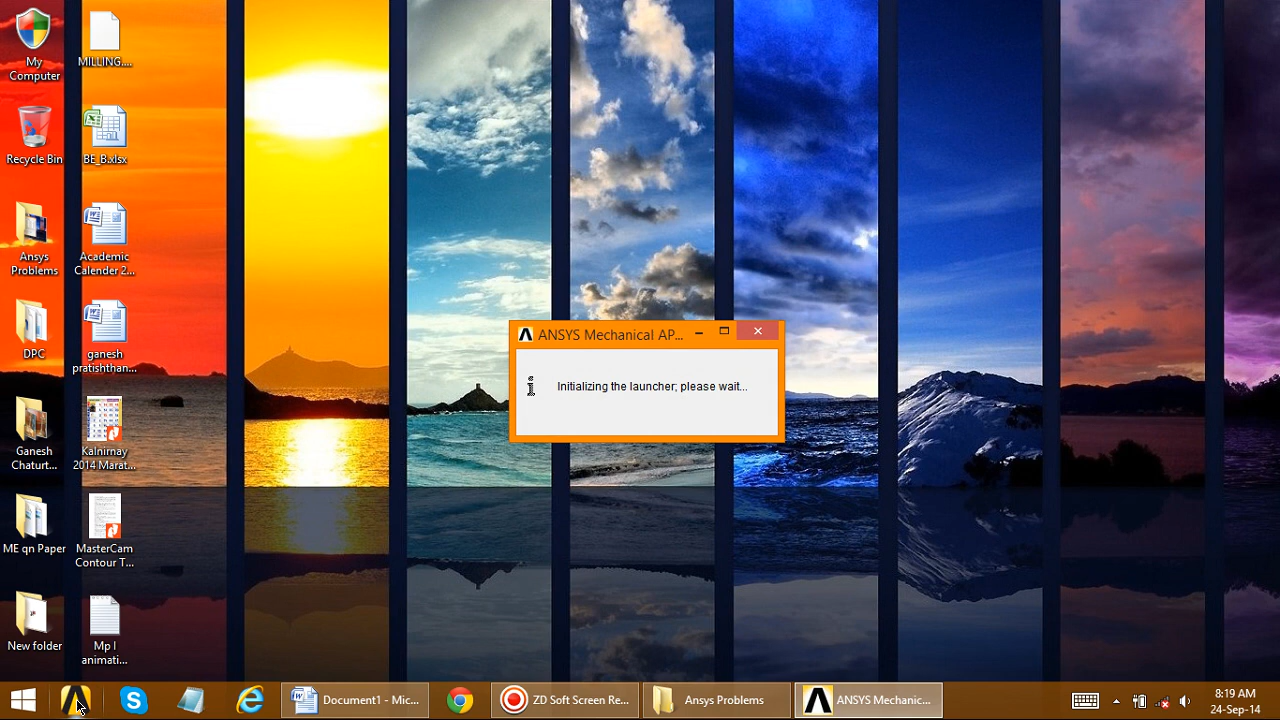 My
Computer
MILLING....
Recycle Bin
BE_B.xlsx
Ansys
Problems
Academic
Calender 2...
DPC
ganesh
pratishthan...
Ganesh
Chaturt...
Kalnirnay
2014 Marat...
ME qn Paper
MasterCam
Contour T...
New folder
Mp l
animati...
ANSYS Mechanical AP...
Initializing the launcher; please wait...
Document1 - Mic...
ZD Soft Screen Re...
Ansys Problems
ANSYS Mechanic...
8:19 AM
24-Sep-14